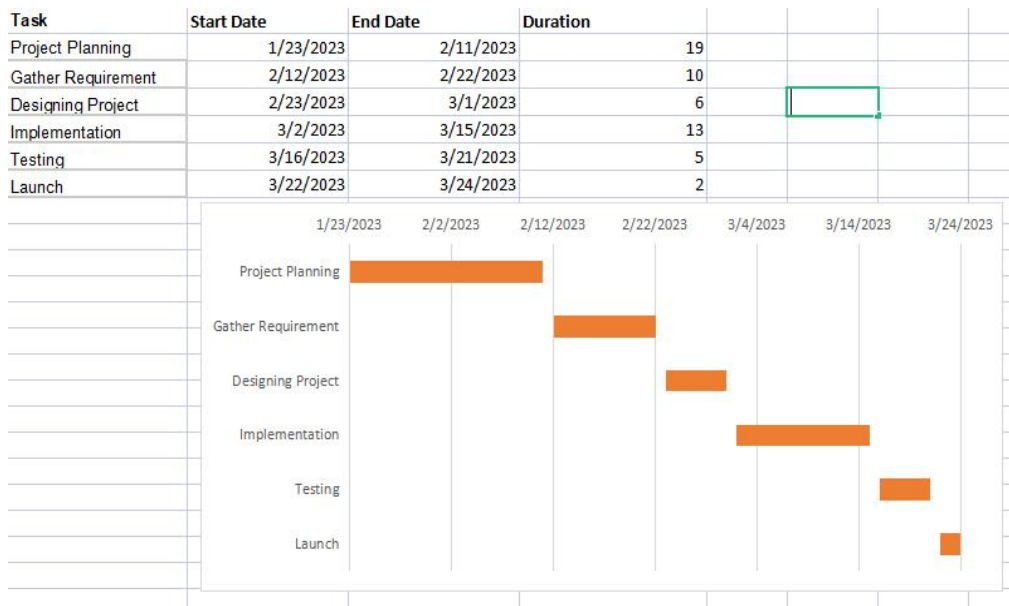 Task Start Date End Date Duration
Project Planning 1/23/2023 2/11/2023 19
Gather Requirement 2/12/2023 2/22/2023 10
Designing Project 2/23/2023 3/1/2023 6
Implementation 3/2/2023 3/15/2023 13
Testing 3/16/2023 3/21/2023 5
Launch 3/22/2023 3/24/2023 2
1/23/2023 2/2/2023 2/12/2023 2/22/2023 3/4/2023 3/14/2023 3/24/2023
Project Planning
Gather Requirement
Designing Project
Implementation
Testing
Launch